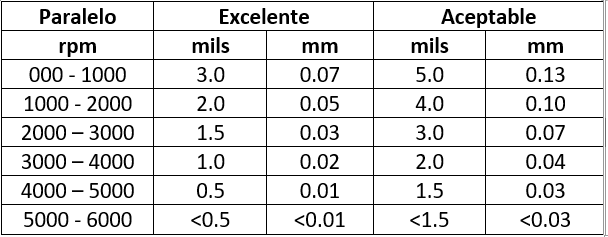 Paralelo Excelente Aceptable
rpm mils mm mils mm
000 - 1000 3.0 0.07 5.0 0.13
1000 - 2000 2.0 0.05 4.0 0.10
2000 – 3000 1.5 0.03 3.0 0.07
3000 – 4000 1.0 0.02 2.0 0.04
4000 – 5000 0.5 0.01 1.5 0.03
5000 - 6000 <0.5 <0.01 <1.5 <0.03